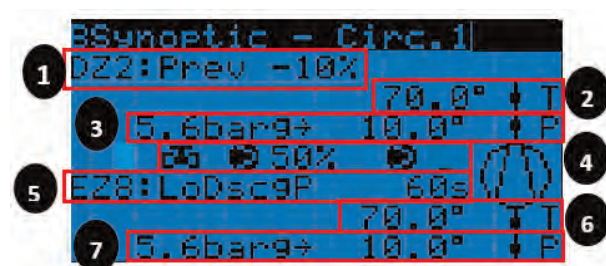 BSynoptic - Circ.1
1 DZ2:Prev -10%
70.0° T 2
3 5.6barg→ 10.0° P
50% 4
5 EZ8:LoDscgP 60s
70.0° T 6
7 5.6barg→ 10.0° P